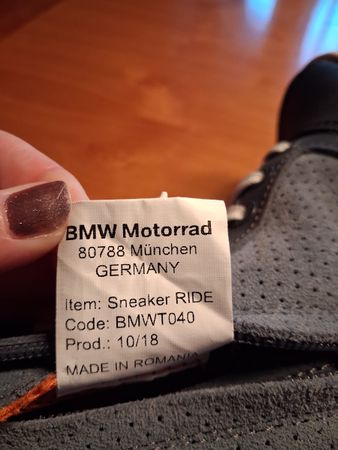 BMW Motorrad
80788 München
GERMANY
Item: Sneaker RIDE
Code: BMWT040
Prod.: 10/18
MADE IN ROMANIA